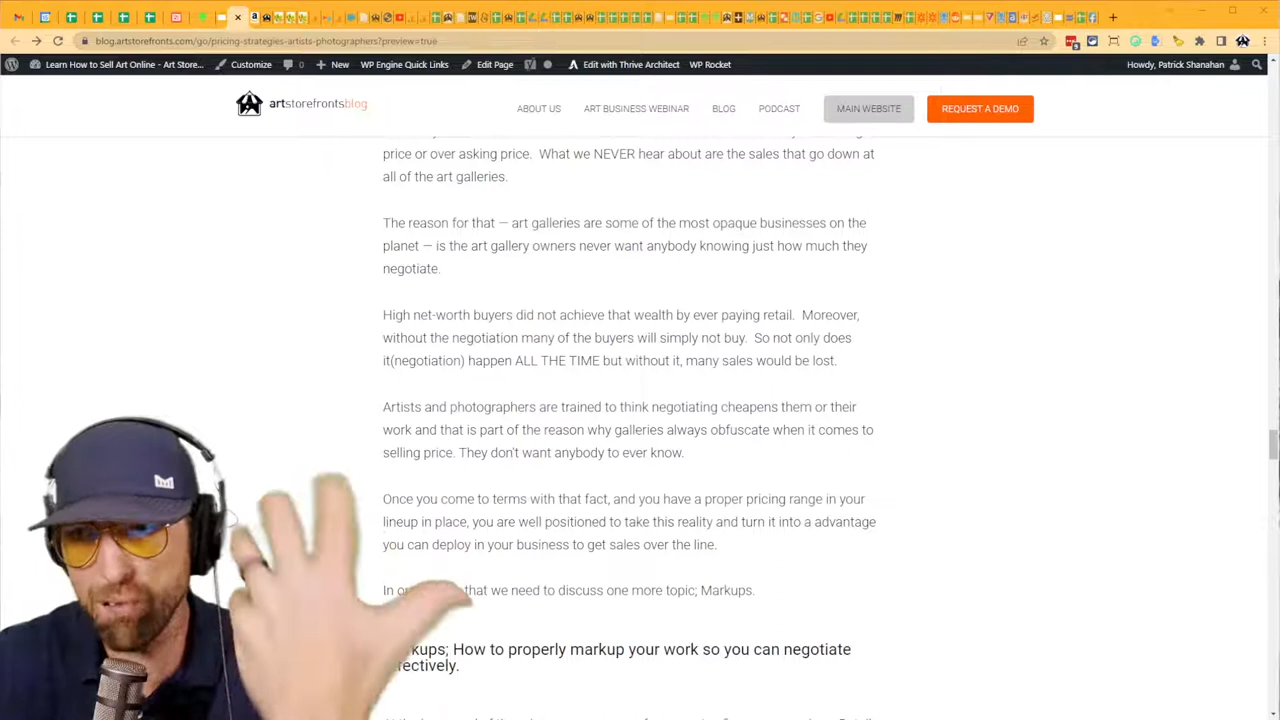 blog.artstorefronts.com/go/pricing-strategies-artists-photographers?preview=true
Learn How to Sell Art Online - Art Store... Customize 0 New WP Engine Quick Links Edit Page Edit with Thrive Architect WP Rocket Howdy, Patrick Shanahan
artstorefrontsblog ABOUT US ART BUSINESS WEBINAR BLOG PODCAST MAIN WEBSITE REQUEST A DEMO
price or over asking price. What we NEVER hear about are the sales that go down at
all of the art galleries.
The reason for that — art galleries are some of the most opaque businesses on the
planet — is the art gallery owners never want anybody knowing just how much they
negotiate.
High net-worth buyers did not achieve that wealth by ever paying retail. Moreover,
without the negotiation many of the buyers will simply not buy. So not only does
it(negotiation) happen ALL THE TIME but without it, many sales would be lost.
Artists and photographers are trained to think negotiating cheapens them or their
work and that is part of the reason why galleries always obfuscate when it comes to
selling price. They don't want anybody to ever know.
Once you come to terms with that fact, and you have a proper pricing range in your
lineup in place, you are well positioned to take this reality and turn it into a advantage
you can deploy in your business to get sales over the line.
In that we need to discuss one more topic; Markups.
kups; How to properly markup your work so you can negotiate
fectively.